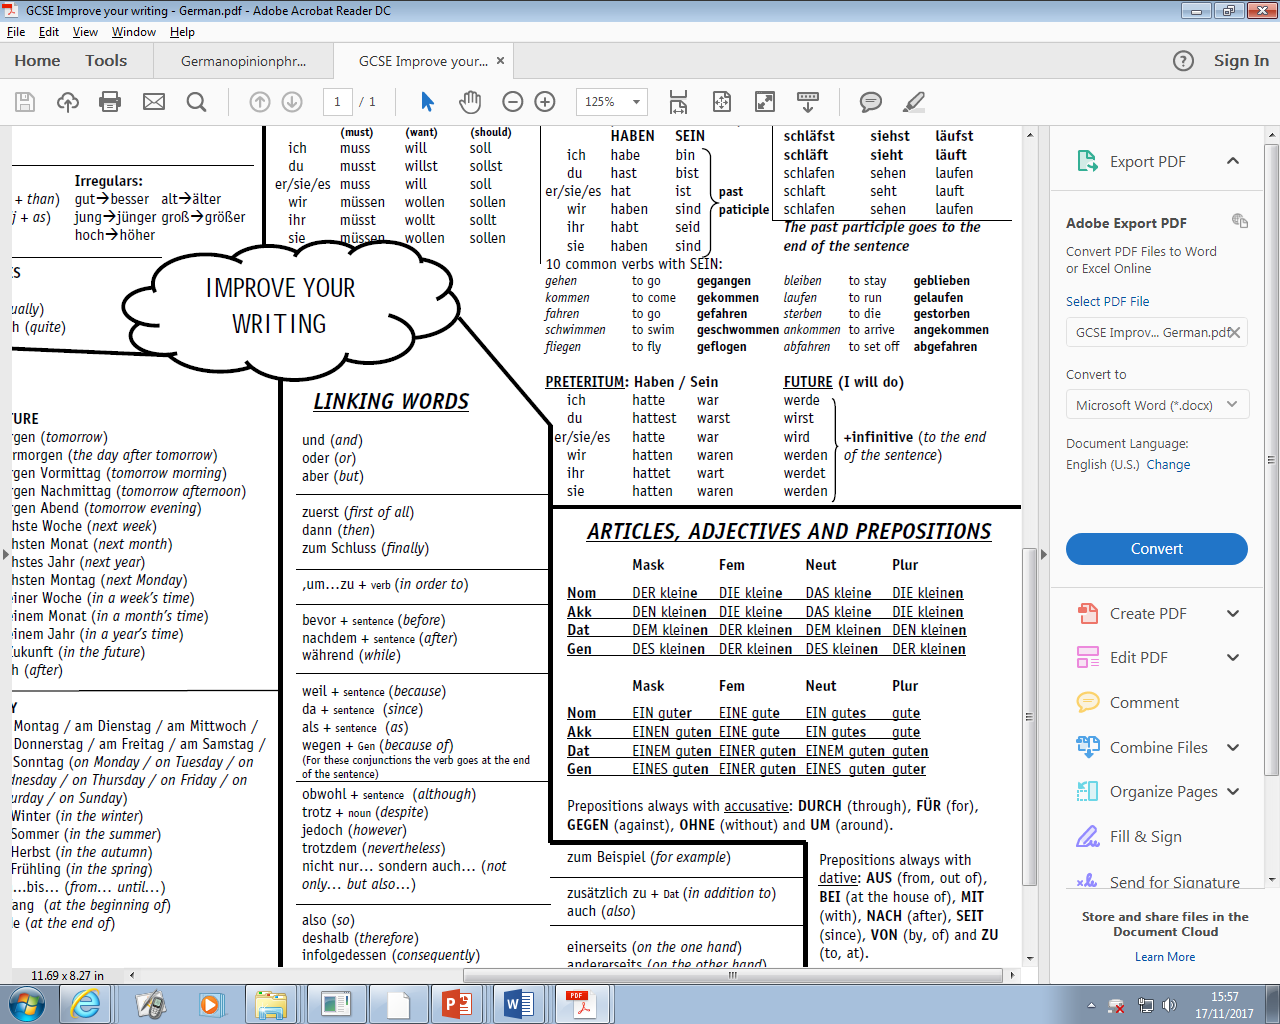 GCSE Improve your writing - German.pdf - Adobe Acrobat Reader DC
File Edit View Window Help
Home Tools Germanopinionphr... GCSE Improve your... ×
Sign In
1 / 1 125%
(must) (want) (should)
ich muss will soll
du musst willst sollst
er/sie/es muss will soll
wir müssen wollen sollen
ihr müsst wollt sollt
sie müssen wollen sollen
Irregulars:
+ than) gut→besser alt→älter
j + as) jung→jünger groß→größer
hoch→höher
ES
ually)
h (quite)
IMPROVE YOUR
WRITING
HABEN SEIN
ich habe bin
du hast bist
er/sie/es hat ist
wir haben sind
ihr habt seid
sie haben sind
past
paticiple
schläfst siehst läufst
schläft sieht läuft
schlafen sehen laufen
schlaft seht lauft
schlafen sehen laufen
The past participle goes to the
end of the sentence
10 common verbs with SEIN:
gehen to go gegangen bleiben to stay geblieben
kommen to come gekommen laufen to run gelaufen
fahren to go gefahren sterben to die gestorben
schwimmen to swim geschwommen ankommen to arrive angekommen
fliegen to fly geflogen abfahren to set off abgefahren
PRETERITUM: Haben / Sein FUTURE (I will do)
ich hatte war werde
du hattest warst wirst
er/sie/es hatte war wird
wir hatten waren werden
ihr hattet wart werdet
sie hatten waren werden
+infinitive (to the end
of the sentence)
TURE
rgen (tomorrow)
ermorgen (the day after tomorrow)
rgen Vormittag (tomorrow morning)
rgen Nachmittag (tomorrow afternoon)
rgen Abend (tomorrow evening)
hste Woche (next week)
hsten Monat (next month)
hstes Jahr (next year)
hsten Montag (next Monday)
einer Woche (in a week's time)
einem Monat (in a month's time)
einem Jahr (in a year's time)
Zukunft (in the future)
h (after)
Y
Montag / am Dienstag / am Mittwoch /
Donnerstag / am Freitag / am Samstag /
Sonntag (on Monday / on Tuesday / on
dnesday / on Thursday / on Friday / on
urday / on Sunday)
Winter (in the winter)
Sommer (in the summer)
Herbst (in the autumn)
Frühling (in the spring)
...bis... (from... until...)
ang (at the beginning of)
e (at the end of)
LINKING WORDS
und (and)
oder (or)
aber (but)
zuerst (first of all)
dann (then)
zum Schluss (finally)
,um...zu + verb (in order to)
bevor + sentence (before)
nachdem + sentence (after)
während (while)
weil + sentence (because)
da + sentence (since)
als + sentence (as)
wegen + Gen (because of)
(For these conjunctions the verb goes at the end
of the sentence)
obwohl + sentence (although)
trotz + noun (despite)
jedoch (however)
trotzdem (nevertheless)
nicht nur... sondern auch... (not
only... but also...)
also (so)
deshalb (therefore)
infolgedessen (consequently)
ARTICLES, ADJECTIVES AND PREPOSITIONS
Mask Fem Neut Plur
Nom DER kleine DIE kleine DAS kleine DIE kleinen
Akk DEN kleinen DIE kleine DAS kleine DIE kleinen
Dat DEM kleinen DER kleinen DEM kleinen DEN kleinen
Gen DES kleinen DER kleinen DES kleinen DER kleinen
Mask Fem Neut Plur
Nom EIN guter EINE gute EIN gutes gute
Akk EINEN guten EINE gute EIN gutes gute
Dat EINEM guten EINER guten EINEM guten guten
Gen EINES guten EINER guten EINES guten guter
Prepositions always with accusative: DURCH (through), FÜR (for),
GEGEN (against), OHNE (without) and UM (around).
zum Beispiel (for example)
zusätzlich zu + Dat (in addition to)
auch (also)
einerseits (on the one hand)
andererseits (on the other hand)
Prepositions always with
dative: AUS (from, out of),
BEI (at the house of), MIT
(with), NACH (after), SEIT
(since), VON (by, of) and ZU
(to, at).
11.69 x 8.27 in
Export PDF
Adobe Export PDF
Convert PDF Files to Word
or Excel Online
Select PDF File
GCSE Improv... German.pdf
Convert to
Microsoft Word (*.docx)
Document Language:
English (U.S.) Change
Convert
Create PDF
Edit PDF
Comment
Combine Files
Organize Pages
Fill & Sign
Send for Signature
Store and share files in the
Document Cloud
Learn More
15:57
17/11/2017